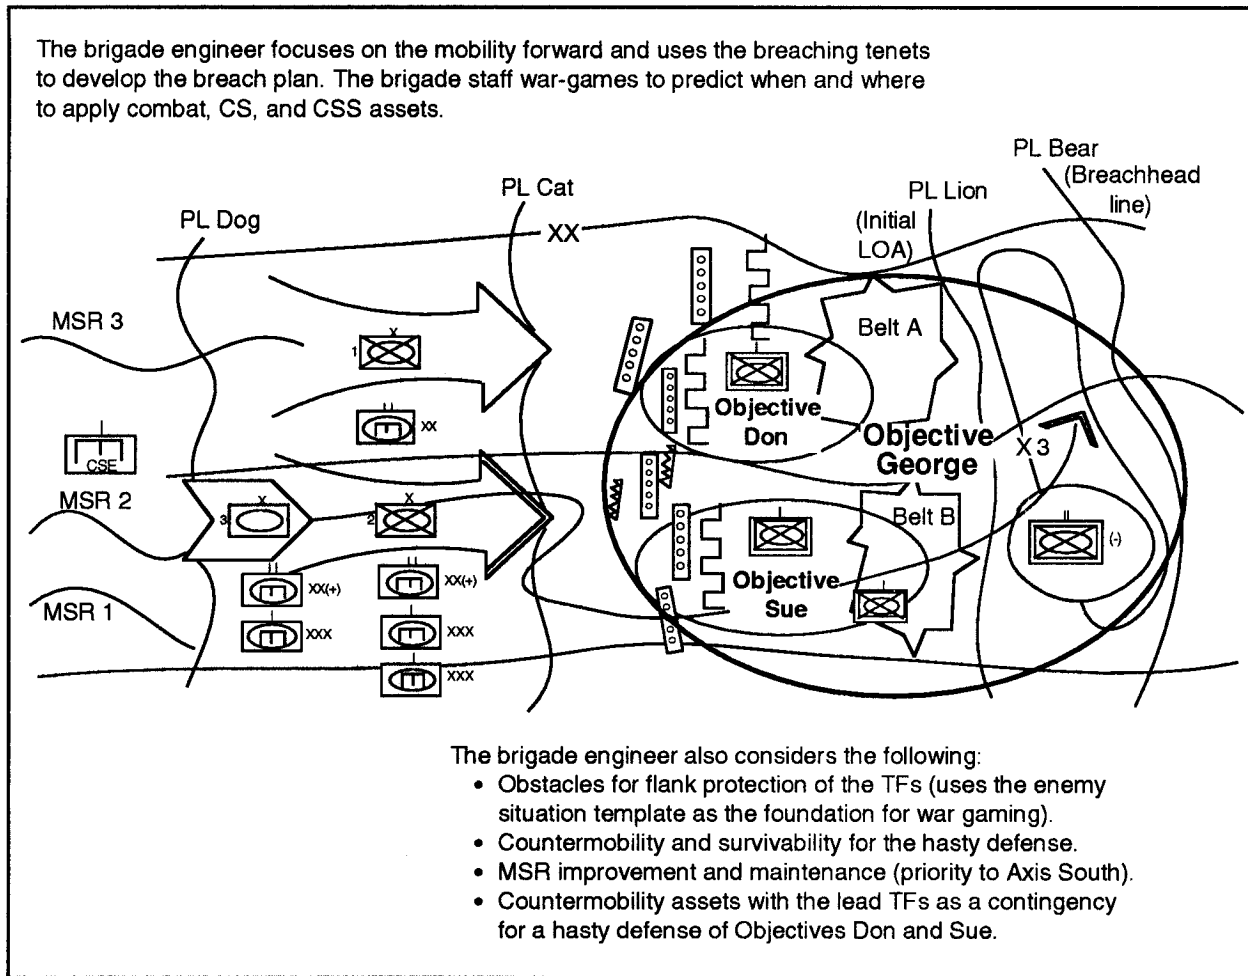 The brigade engineer focuses on the mobility forward and uses the breaching tenets
to develop the breach plan. The brigade staff war-games to predict when and where
to apply combat, CS, and CSS assets.
PL Bear
(Breachhead
line)
PL Cat
PL Lion
(Initial
LOA)
PL Dog
XX
MSR 3
Belt A
X
1
II
E
XX
I
Objective
Don
Objective
George
X 3
I
CSE
MSR 2
X
3
X
2
Belt B
II
(-)
I
Objective
Sue
MSR 1
II
E
XX(+)
II
E
XX(+)
I
I
E
XXX
I
E
XXX
I
E
XXX
The brigade engineer also considers the following:
• Obstacles for flank protection of the TFs (uses the enemy
situation template as the foundation for war gaming).
• Countermobility and survivability for the hasty defense.
• MSR improvement and maintenance (priority to Axis South).
• Countermobility assets with the lead TFs as a contingency
for a hasty defense of Objectives Don and Sue.